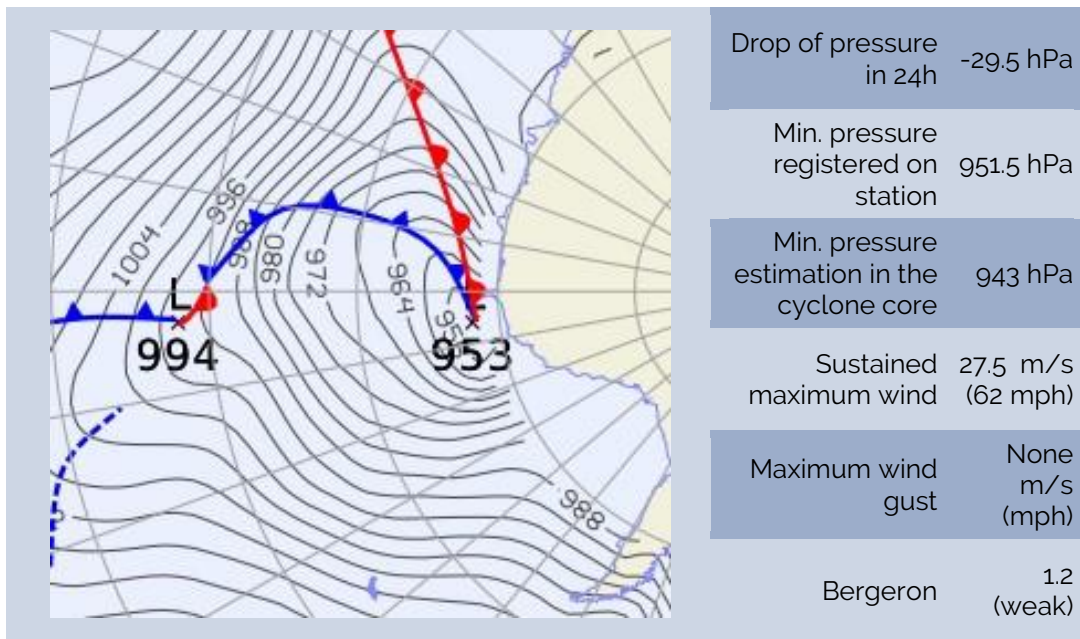 996
1004
988
980
972
964
L
994
953
988
Drop of pressure
in 24h
-29.5 hPa
Min. pressure
registered on
station
951.5 hPa
Min. pressure
estimation in the
cyclone core
943 hPa
Sustained
maximum wind
27.5 m/s
(62 mph)
Maximum wind
gust
None
m/s
(mph)
Bergeron
1.2
(weak)